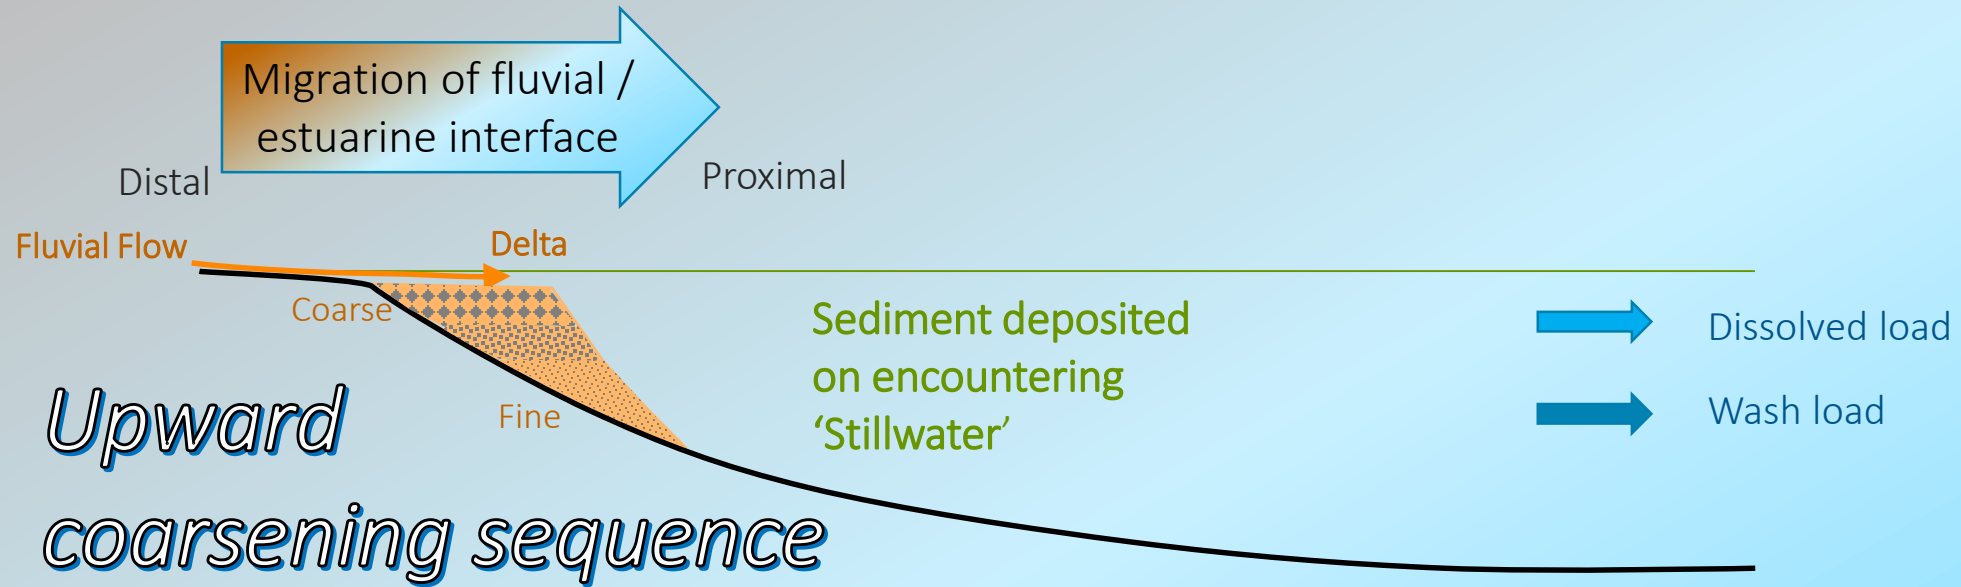 Migration of fluvial /
estuarine interface
Distal
Proximal
Fluvial Flow
Delta
Coarse
Fine
Sediment deposited
on encountering
‘Stillwater’
Dissolved load
Wash load
Upward
coarsening sequence